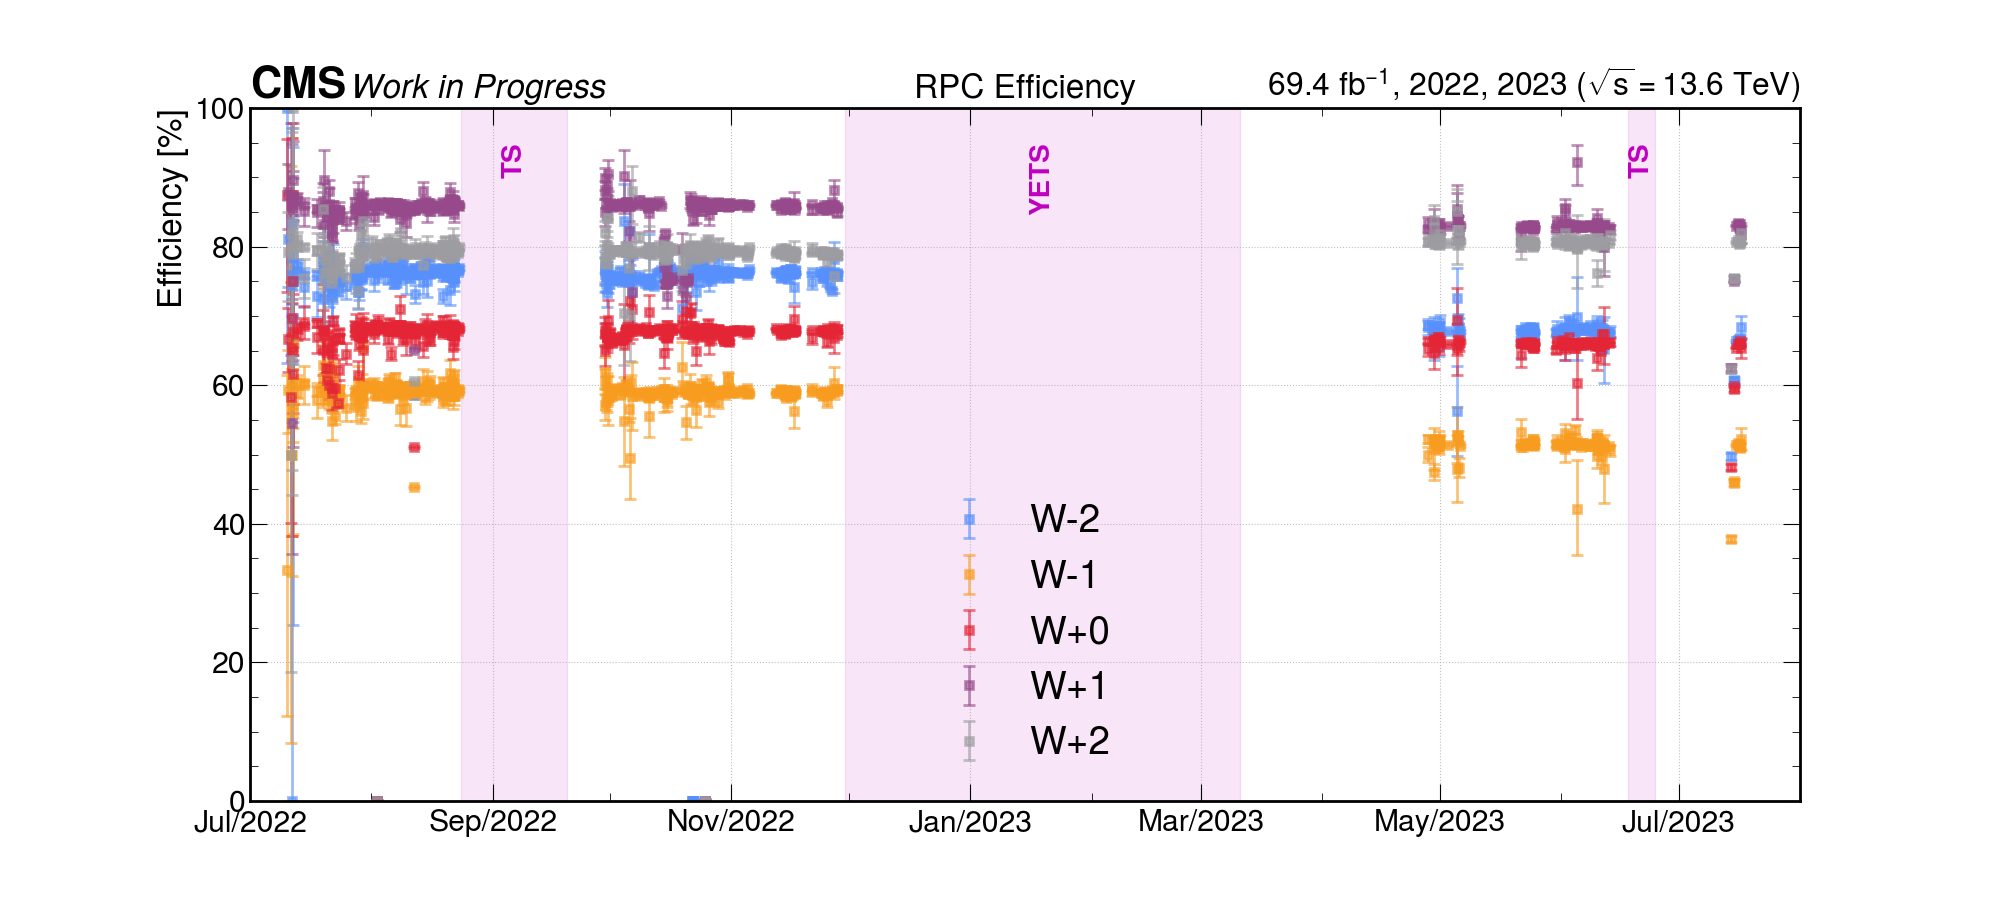 CMS Work in Progress RPC Efficiency 69.4 fb⁻¹, 2022, 2023 (√s = 13.6 TeV)
Efficiency [%]
100
80
60
40
20
0
TS
YETS
TS
W-2
W-1
W+0
W+1
W+2
Jul/2022 Sep/2022 Nov/2022 Jan/2023 Mar/2023 May/2023 Jul/2023